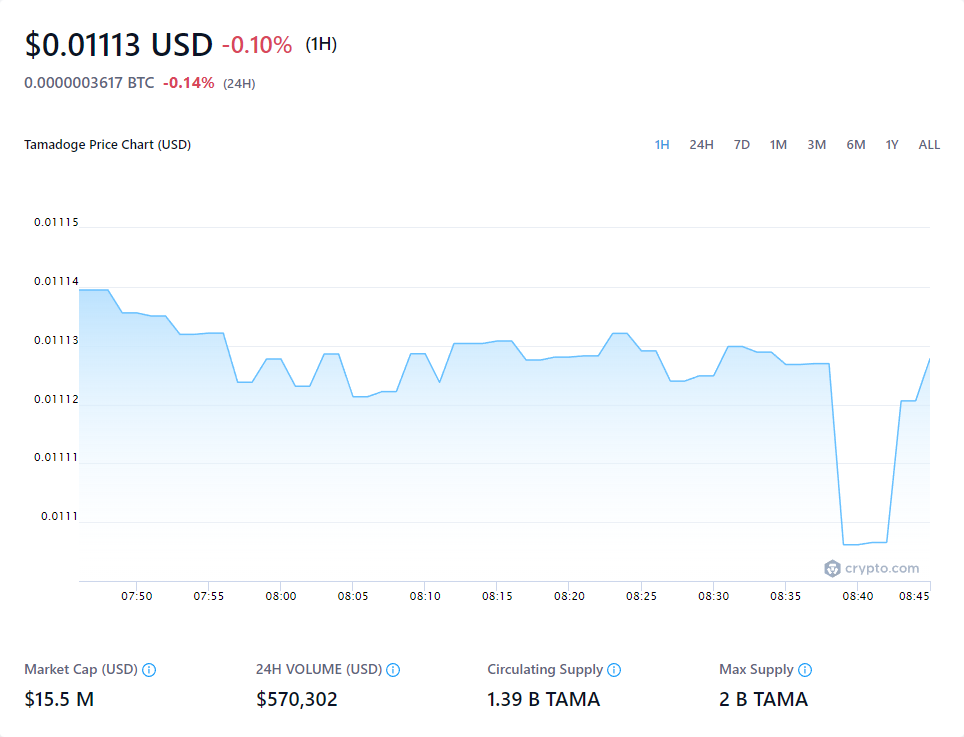 $0.01113 USD -0.10% (1H)
0.0000003617 BTC -0.14% (24H)
Tamadoge Price Chart (USD) 1H 24H 7D 1M 3M 6M 1Y ALL
0.01115
0.01114
0.01113
0.01112
0.01111
0.0111
crypto.com
07:50 07:55 08:00 08:05 08:10 08:15 08:20 08:25 08:30 08:35 08:40 08:45
Market Cap (USD) 24H VOLUME (USD) Circulating Supply Max Supply
$15.5 M $570,302 1.39 B TAMA 2 B TAMA